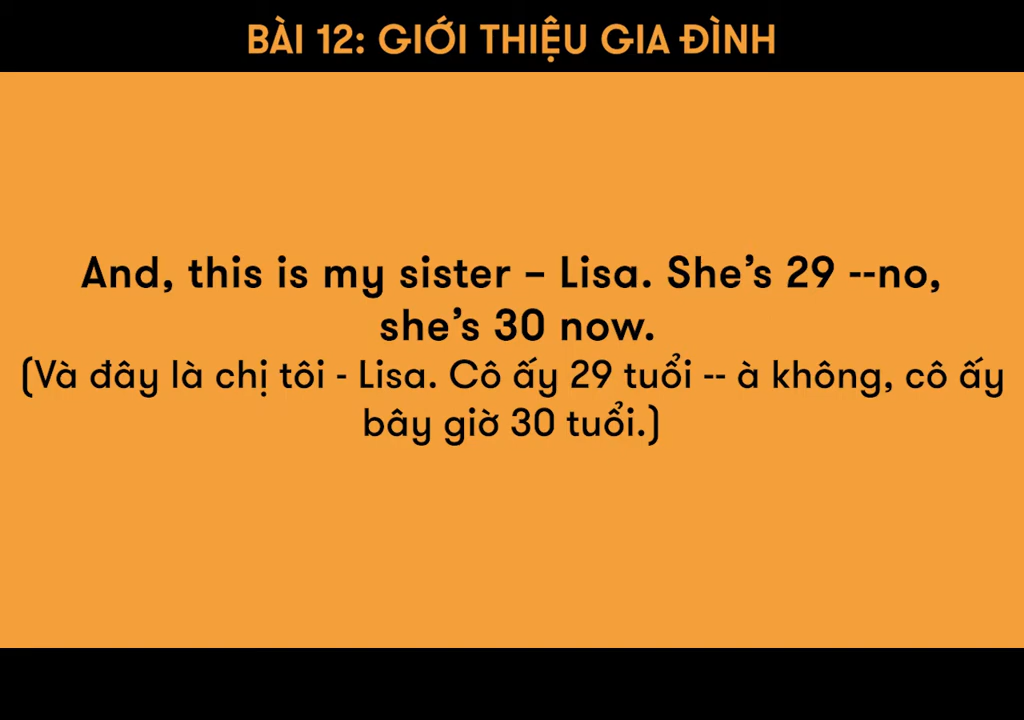 BÀI 12: GIỚI THIỆU GIA ĐÌNH
And, this is my sister – Lisa. She’s 29 --no,
she’s 30 now.
(Và đây là chị tôi - Lisa. Cô ấy 29 tuổi -- à không, cô ấy
bây giờ 30 tuổi.)